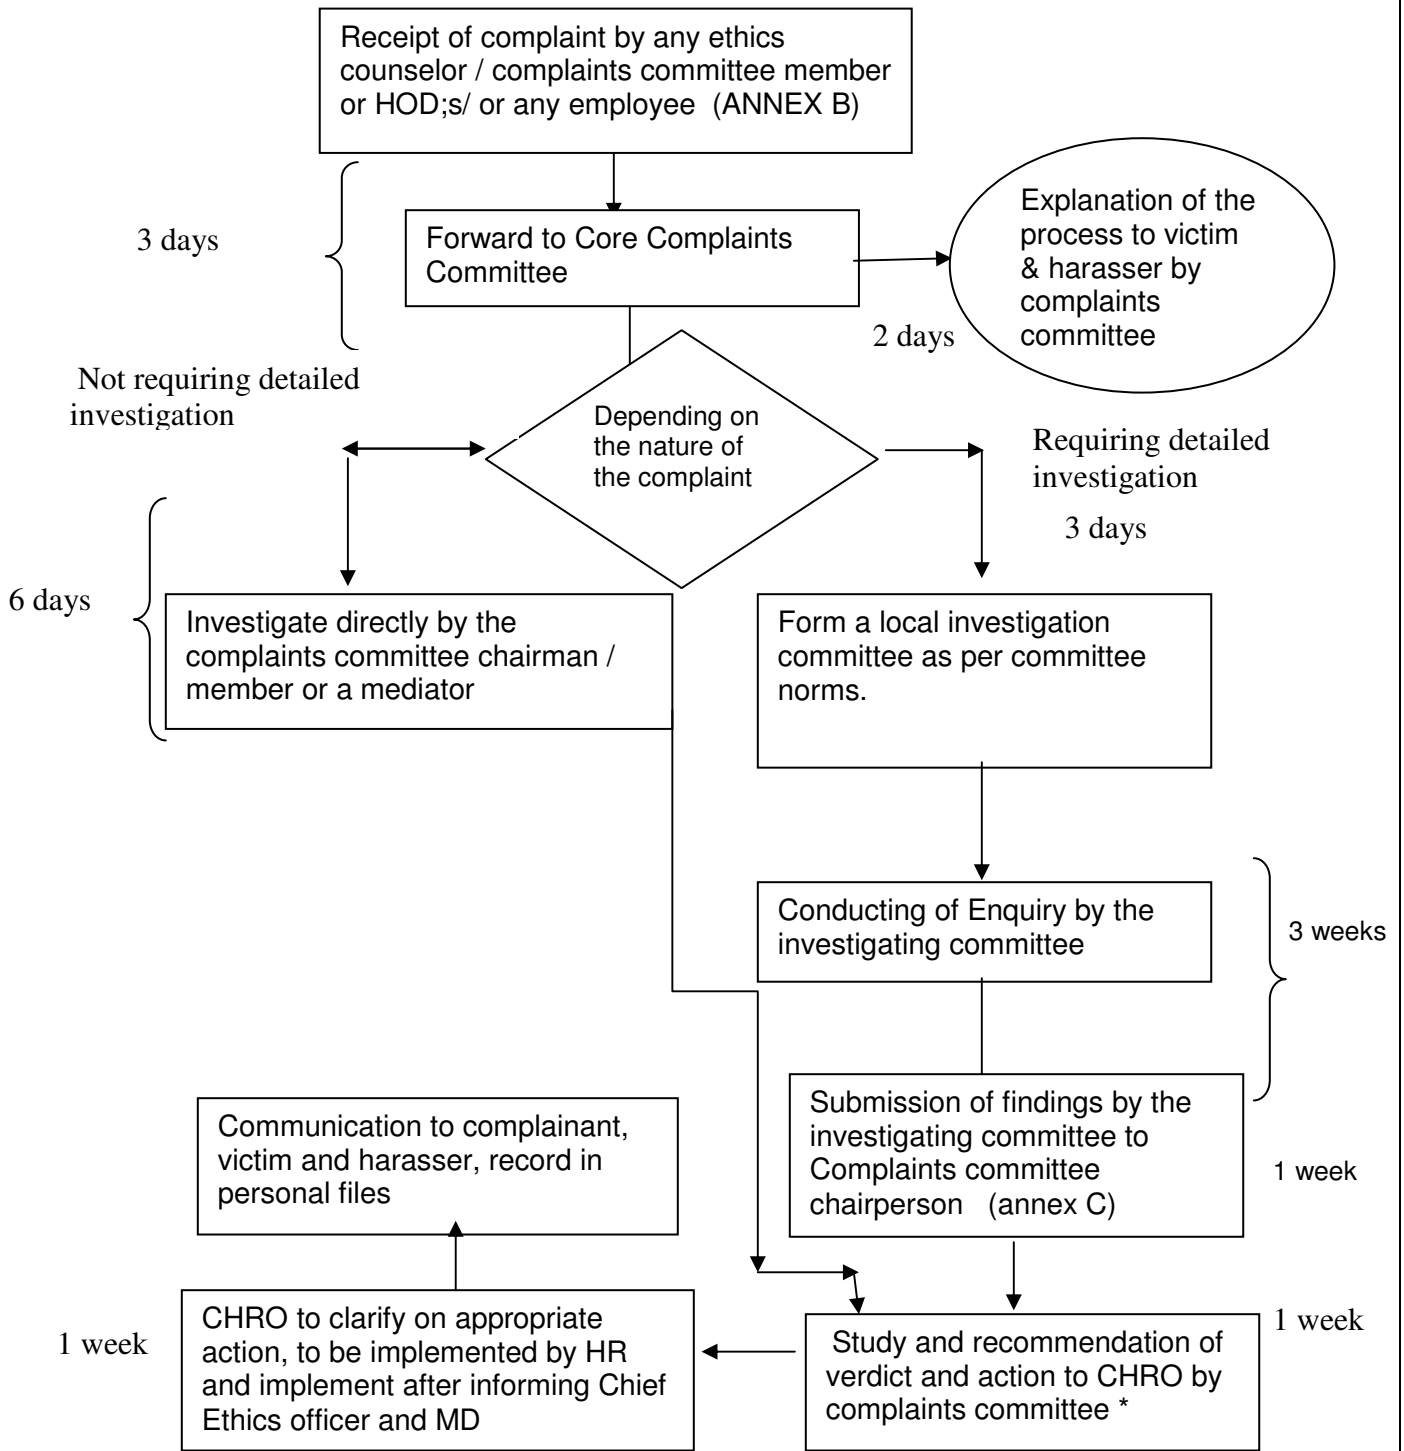 Receipt of complaint by any ethics
counselor / complaints committee member
or HOD;s/ or any employee  (ANNEX B)
3 days
Forward to Core Complaints
Committee
Explanation of the
process to victim
& harasser by
complaints
committee
2 days
Not requiring detailed
investigation
Depending on
the nature of
the complaint
Requiring detailed
investigation
3 days
6 days
Investigate directly by the
complaints committee chairman /
member or a mediator
Form a local investigation
committee as per committee
norms.
Conducting of Enquiry by the
investigating committee
3 weeks
Submission of findings by the
investigating committee to
Complaints committee
chairperson   (annex C)
1 week
Communication to complainant,
victim and harasser, record in
personal files
1 week
Study and recommendation of
verdict and action to CHRO by
complaints committee *
CHRO to clarify on appropriate
action, to be implemented by HR
and implement after informing Chief
Ethics officer and MD
1 week